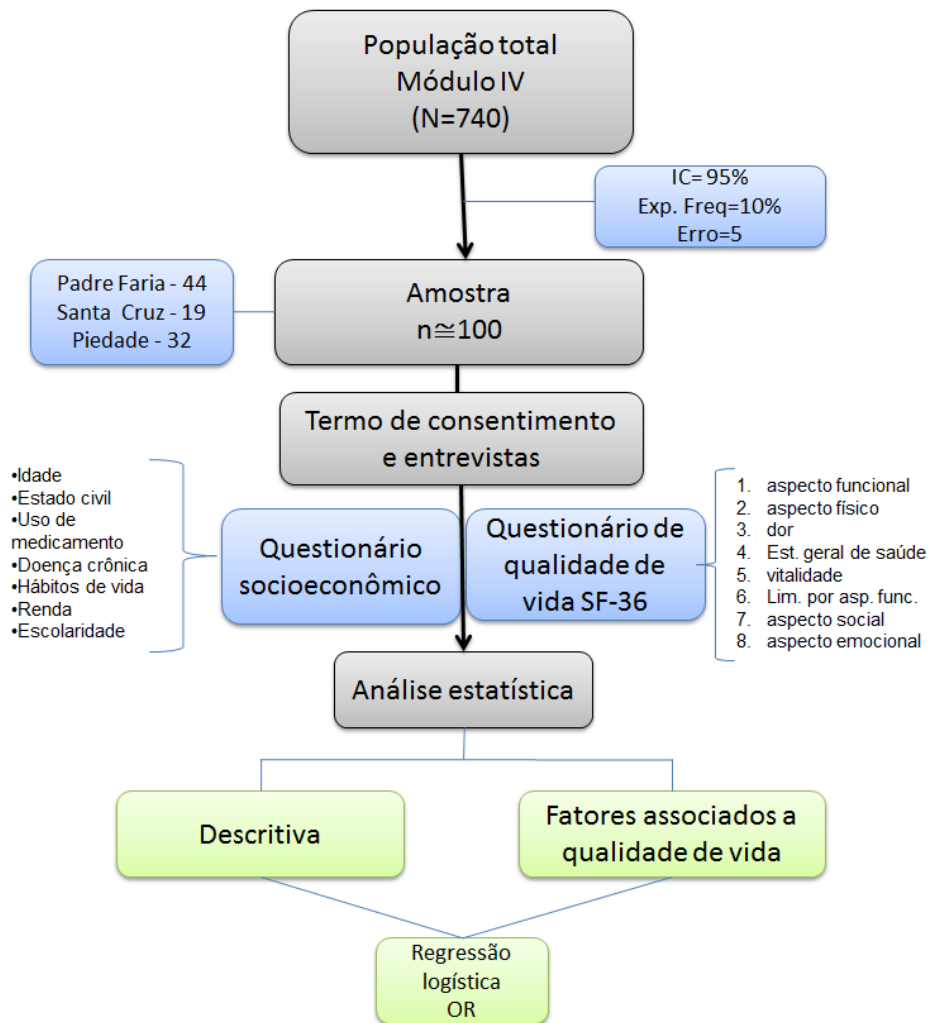 População total
Módulo IV
(N=740)
IC= 95%
Exp. Freq=10%
Erro=5
Padre Faria - 44
Santa Cruz - 19
Piedade - 32
Amostra
n≅100
Termo de consentimento
e entrevistas
•Idade
•Estado civil
•Uso de
medicamento
•Doença crônica
•Hábitos de vida
•Renda
•Escolaridade
Questionário
socioeconômico
Questionário de
qualidade de
vida SF-36
1. aspecto funcional
2. aspecto físico
3. dor
4. Est. geral de saúde
5. vitalidade
6. Lim. por asp. func.
7. aspecto social
8. aspecto emocional
Análise estatística
Descritiva
Fatores associados a
qualidade de vida
Regressão
logística
OR